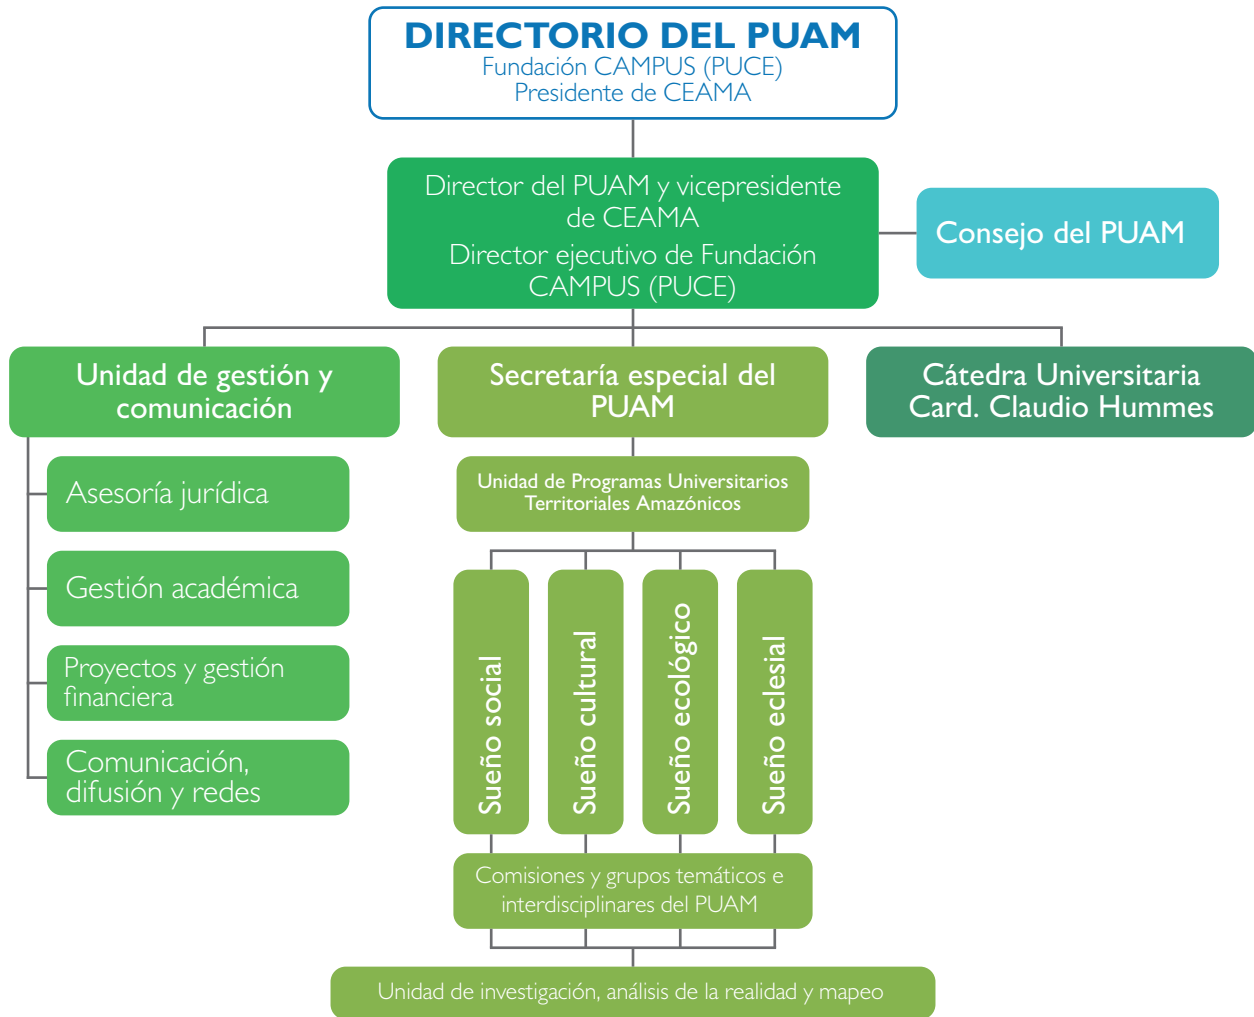 DIRECTORIO DEL PUAM
Fundación CAMPUS (PUCE)
Presidente de CEAMA
Director del PUAM y vicepresidente
de CEAMA
Director ejecutivo de Fundación
CAMPUS (PUCE)
Consejo del PUAM
Unidad de gestión y
comunicación
Asesoría jurídica
Gestión académica
Proyectos y gestión
financiera
Comunicación,
difusión y redes
Secretaría especial del
PUAM
Unidad de Programas Universitarios
Territoriales Amazónicos
Sueño social
Sueño cultural
Sueño ecológico
Sueño eclesial
Comisiones y grupos temáticos e
interdisciplinares del PUAM
Unidad de investigación, análisis de la realidad y mapeo
Cátedra Universitaria
Card. Claudio Hummes